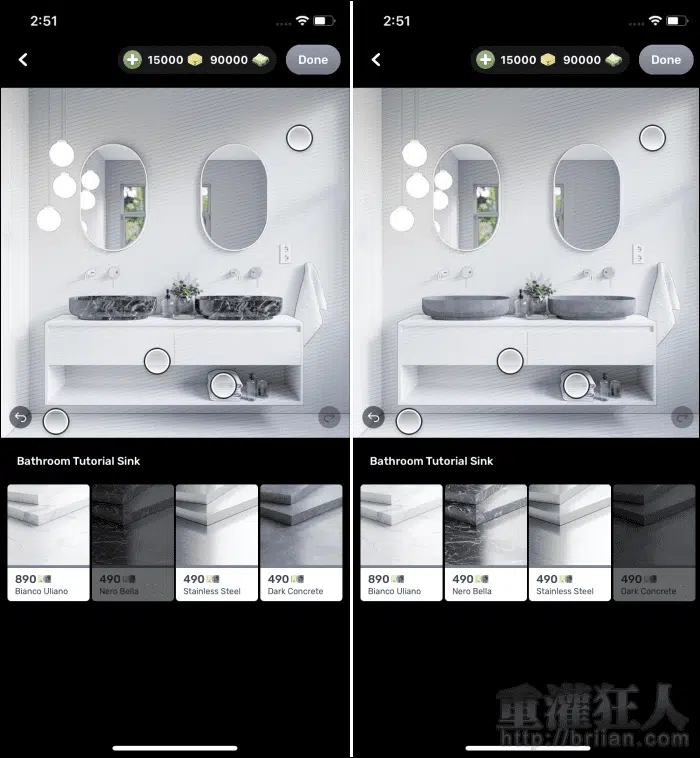 2:51
15000 90000 Done
Bathroom Tutorial Sink
890 490 490 490
Bianco Uliano Nero Bella Stainless Steel Dark Concrete
2:51
15000 90000 Done
Bathroom Tutorial Sink
890 490 490 490
Bianco Uliano Nero Bella Stainless Steel Dark Concrete
重灌狂人
http://briian.com